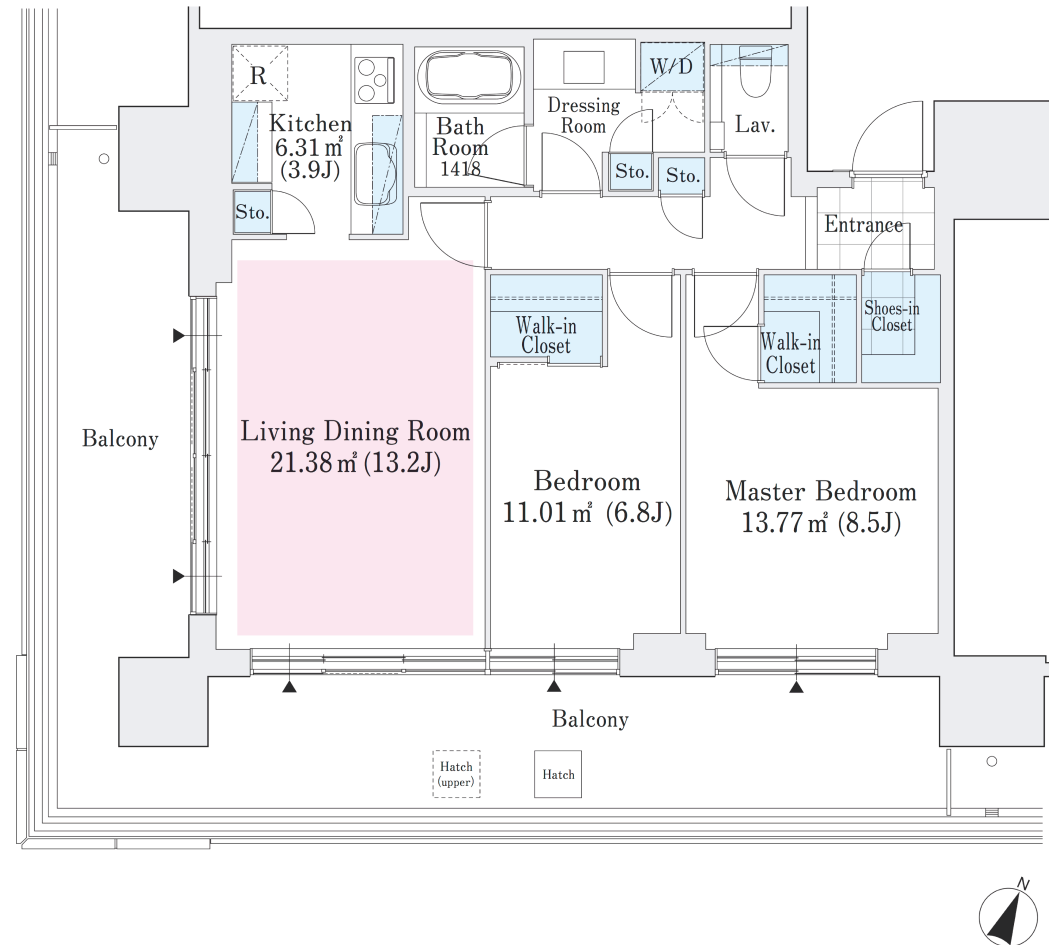 R
Kitchen
6.31㎡
(3.9J)
Sto.
Bath
Room
1418
Dressing
Room
W/D
Lav.
Sto.
Sto.
Entrance
Walk-in
Closet
Walk-in
Closet
Shoes-in
Closet
Balcony
Living Dining Room
21.38㎡(13.2J)
Bedroom
11.01㎡ (6.8J)
Master Bedroom
13.77㎡ (8.5J)
Balcony
Hatch
(upper)
Hatch
N